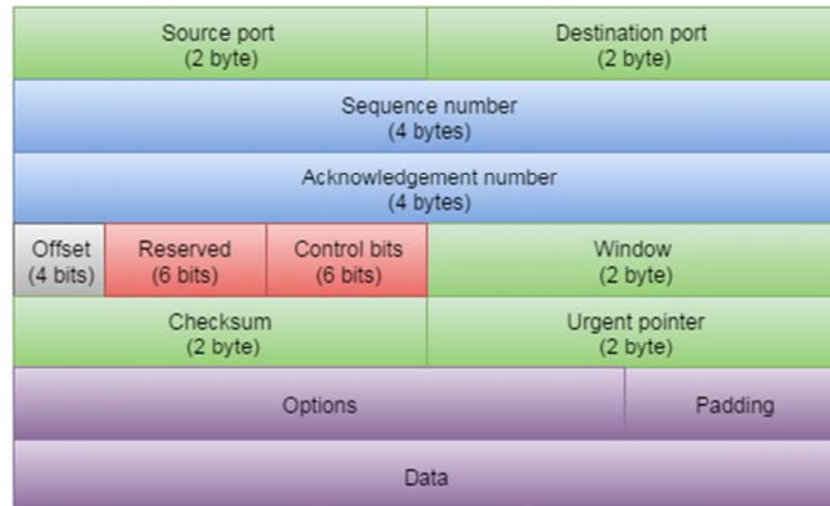 Source port
(2 byte)
Destination port
(2 byte)
Sequence number
(4 bytes)
Acknowledgement number
(4 bytes)
Offset
(4 bits)
Reserved
(6 bits)
Control bits
(6 bits)
Window
(2 byte)
Checksum
(2 byte)
Urgent pointer
(2 byte)
Options
Padding
Data